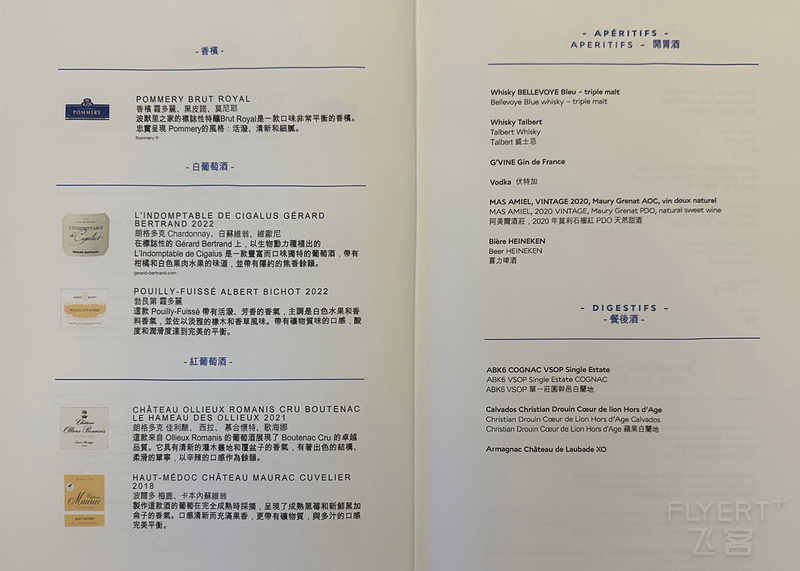 - 香檳 -
POMMERY
POMMERY BRUT ROYAL
香檳 霞多麗、黑皮諾、莫尼耶
波默里之家的標誌性特釀Brut Royal是一款口味非常平衡的香檳。
忠實呈現 Pommery的風格：活潑、清新和細膩。
Pommery.fr
- 白葡萄酒 -
L'INDOMPTABLE DE CIGALUS GÉRARD
BERTRAND 2022
朗格多克 Chardonnay、白蘇維翁、維歐尼
在標誌性的 Gérard Bertrand 上，以生物動力種植出的
L'Indomptable de Cigalus 是一款豐富而口味獨特的葡萄酒，帶有
柑橘和白色果肉水果的味道，並帶有隱約的焦香餘韻。
gerard-bertrand.com
POUILLY-FUISSÉ
POUILLY-FUISSÉ ALBERT BICHOT 2022
勃艮第 霞多麗
這款 Pouilly-Fuissé 帶有活潑、芳香的香氣，主調是白色水果和香
料香氣，並佐以淡雅的橡木和香草風味。帶有礦物質味的口感，酸
度和潤滑度達到完美的平衡。
- 紅葡萄酒 -
Château
Ollieux Romanis
CHÂTEAU OLLIEUX ROMANIS CRU BOUTENAC
LE HAMEAU DES OLLIEUX 2021
朗格多克 佳利釀、西拉、慕合懷特、歌海娜
這款來自 Ollieux Romanis 的葡萄酒展現了 Boutenac Cru 的卓越
品質。它具有清新的灌木叢地和覆盆子的香氣，有著出色的結構、
柔滑的單寧，以辛辣的口感作為餘韻。
Château
Maurac
HAUT-MÉDOC CHÂTEAU MAURAC CUVELIER
2018
波爾多 梅鹿、卡本內蘇維翁
製作這款酒的葡萄在完全成熟時採摘，呈現了成熟黑莓和新鮮黑加
侖子的香氣。口感清新而充滿果香，更帶有礦物質，與多汁的口感
完美平衡。
- APÉRITIFS -
APERITIFS - 開胃酒
Whisky BELLEVOYE Bleu – triple malt
Bellevoye Blue whisky – triple malt
Whisky Talbert
Talbert Whisky
Talbert 威士忌
G'VINE Gin de France
Vodka 伏特加
MAS AMIEL, VINTAGE 2020, Maury Grenat AOC, vin doux naturel
MAS AMIEL, 2020 VINTAGE, Maury Grenat PDO, natural sweet wine
阿美爾酒莊，2020 年莫利石榴紅 PDO 天然甜酒
Bière HEINEKEN
Beer HEINEKEN
喜力啤酒
- DIGESTIFS -
- 餐後酒 -
ABK6 COGNAC VSOP Single Estate
ABK6 VSOP Single Estate COGNAC
ABK6 VSOP 單一莊園幹邑白蘭地
Calvados Christian Drouin Cœur de lion Hors d'Age
Christian Drouin Cœur de Lion Hors d'Age Calvados
Christian Drouin Cœur de Lion Hors d'Age 蘋果白蘭地
Armagnac Château de Laubade XO
FLYERT+
飞客